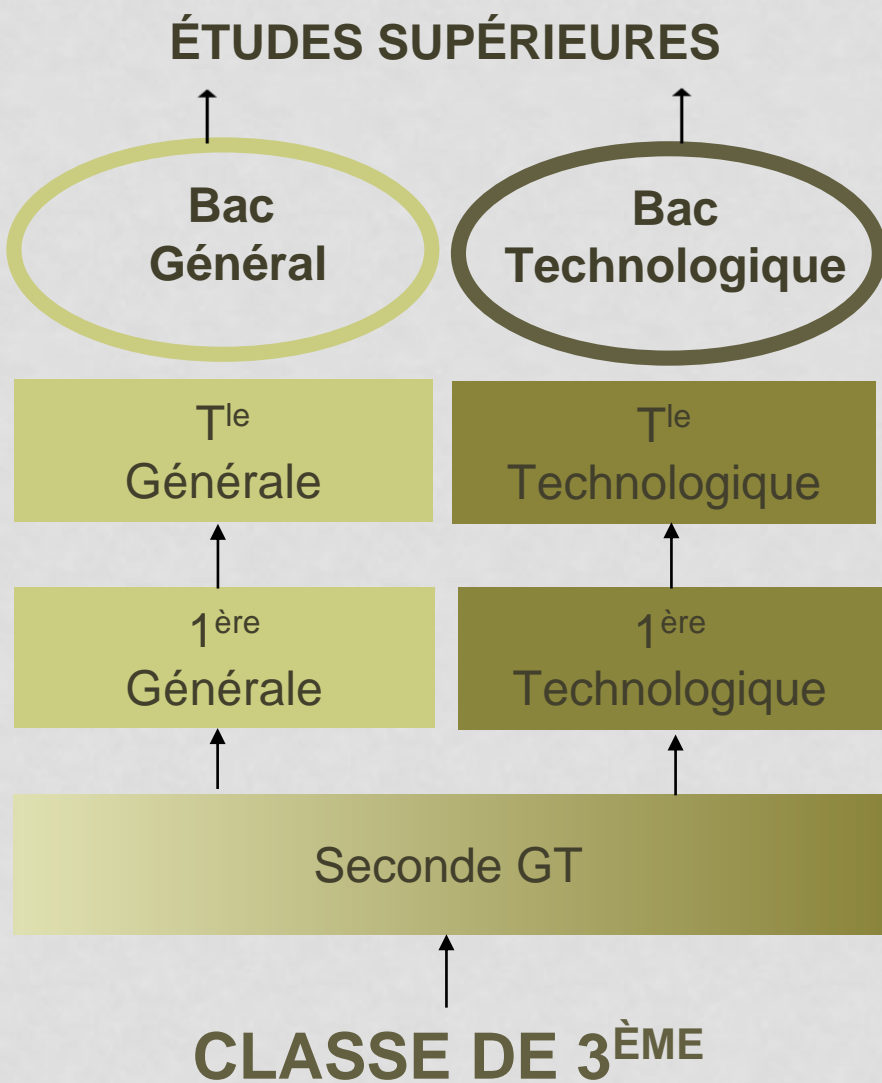 ÉTUDES SUPÉRIEURES
Bac
Général
Bac
Technologique
Tle
Générale
Tle
Technologique
1ère
Générale
1ère
Technologique
Seconde GT
CLASSE DE 3ÈME